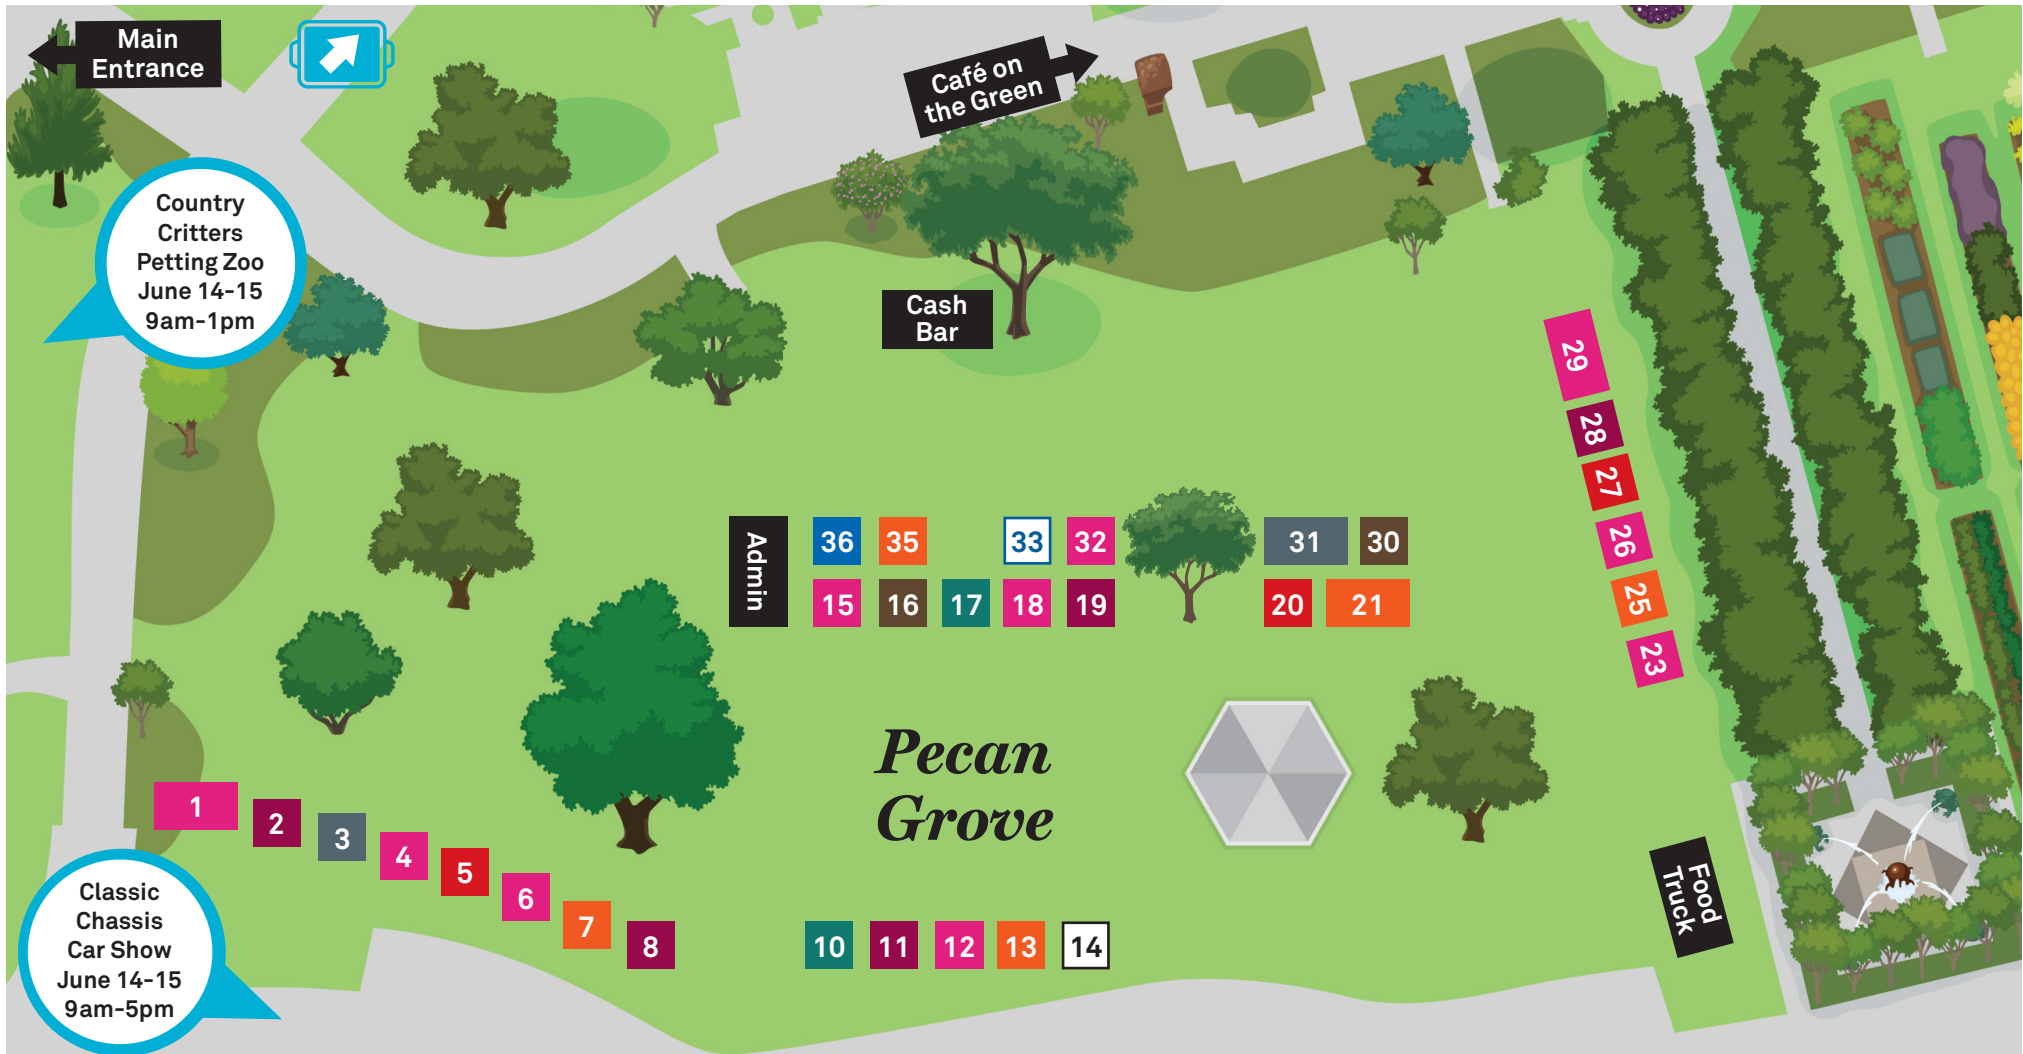 Main
Entrance
Café on
the Green
Country
Critters
Petting Zoo
June 14-15
9am-1pm
Cash
Bar
29
28
27
26
25
23
Admin
36 35 33 32 31 30
15 16 17 18 19 20 21
Pecan
Grove
1 2 3 4 5 6 7 8
10 11 12 13 14
Food
Truck
Classic
Chassis
Car Show
June 14-15
9am-5pm